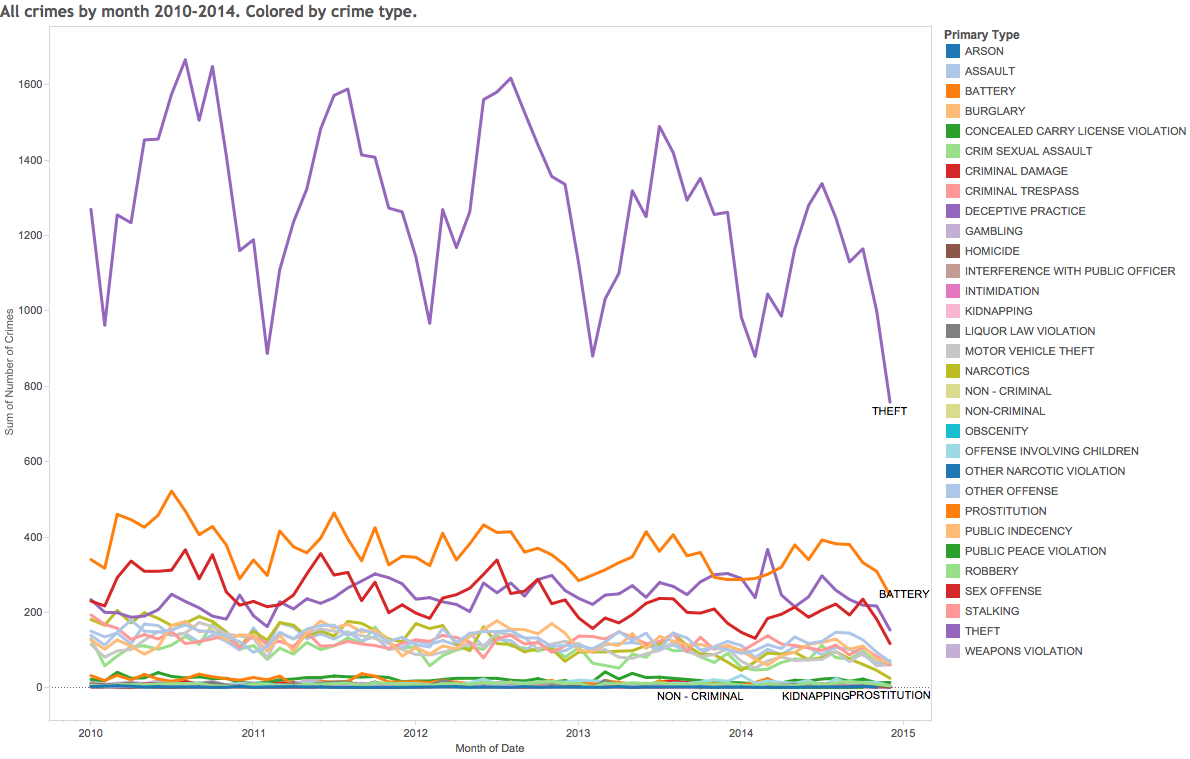 All crimes by month 2010-2014. Colored by crime type.
Primary Type
ARSON
ASSAULT
BATTERY
BURGLARY
CONCEALED CARRY LICENSE VIOLATION
CRIM SEXUAL ASSAULT
CRIMINAL DAMAGE
CRIMINAL TRESPASS
DECEPTIVE PRACTICE
GAMBLING
HOMICIDE
INTERFERENCE WITH PUBLIC OFFICER
INTIMIDATION
KIDNAPPING
LIQUOR LAW VIOLATION
MOTOR VEHICLE THEFT
NARCOTICS
NON - CRIMINAL
NON-CRIMINAL
OBSCENITY
OFFENSE INVOLVING CHILDREN
OTHER NARCOTIC VIOLATION
OTHER OFFENSE
PROSTITUTION
PUBLIC INDECENCY
PUBLIC PEACE VIOLATION
ROBBERY
SEX OFFENSE
STALKING
THEFT
WEAPONS VIOLATION
Sum of Number of Crimes
1600
1400
1200
1000
800
600
400
200
0
THEFT
BATTERY
NON - CRIMINAL
KIDNAPPING
PROSTITUTION
2010
2011
2012
2013
2014
2015
Month of Date